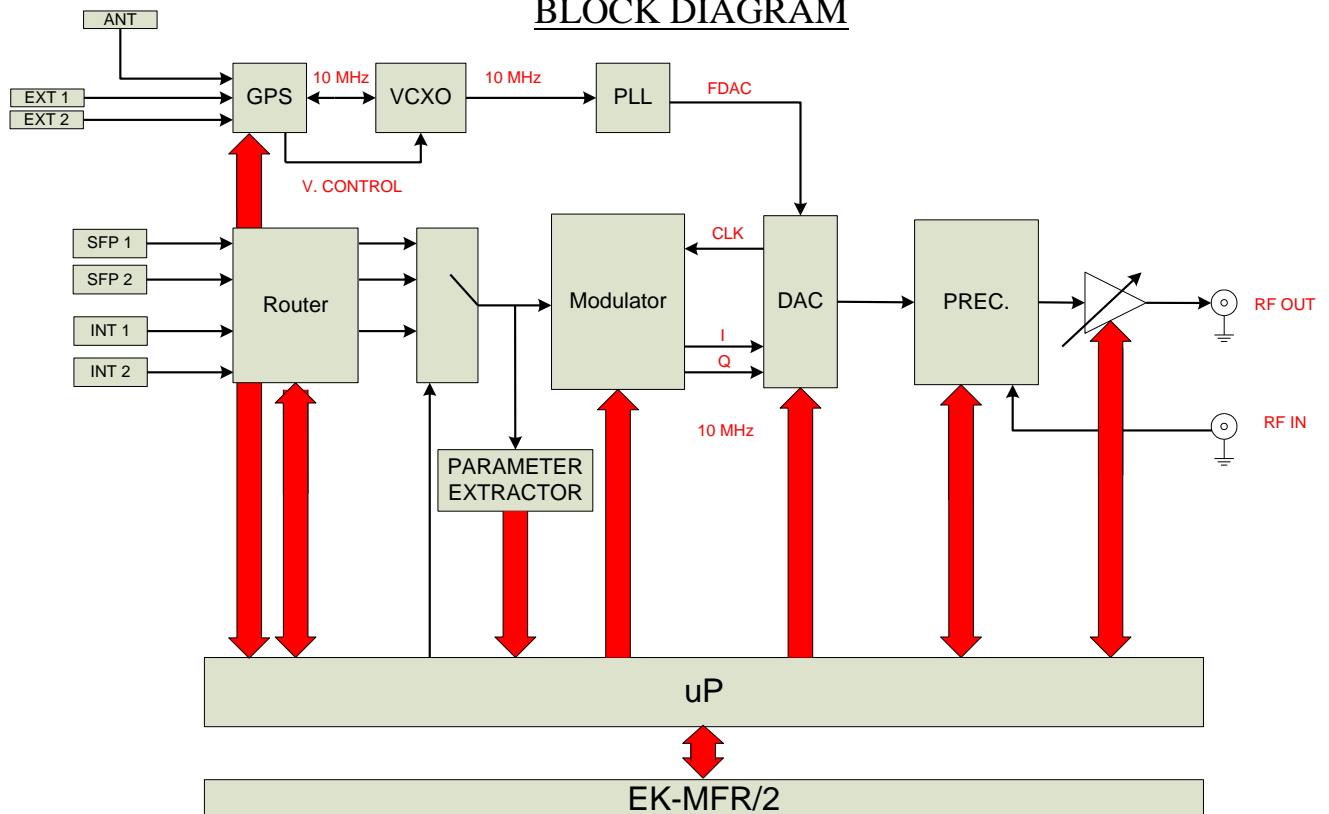 BLOCK DIAGRAM
ANT
EXT 1
EXT 2
GPS
10 MHz
VCXO
10 MHz
PLL
FDAC
V. CONTROL
SFP 1
SFP 2
INT 1
INT 2
Router
Modulator
CLK
I
Q
DAC
PREC.
RF OUT
RF IN
10 MHz
PARAMETER
EXTRACTOR
uP
EK-MFR/2